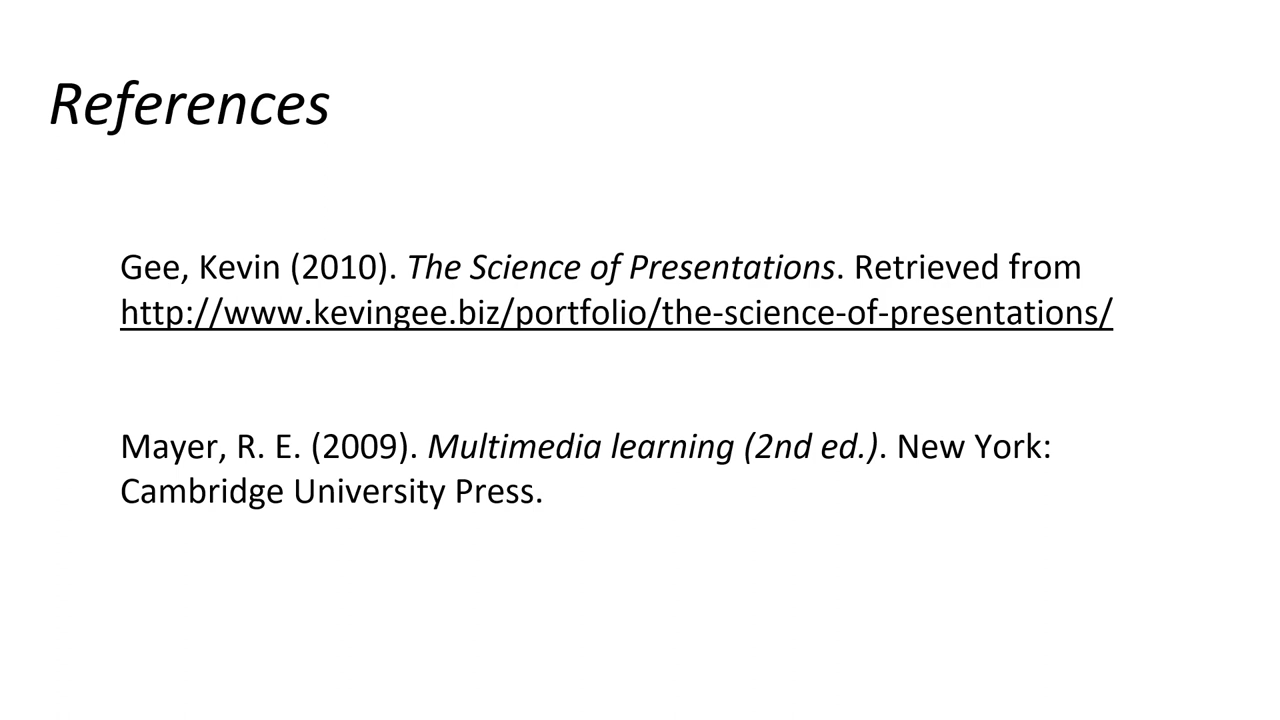 References
Gee, Kevin (2010). The Science of Presentations. Retrieved from
http://www.kevingee.biz/portfolio/the-science-of-presentations/
Mayer, R. E. (2009). Multimedia learning (2nd ed.). New York:
Cambridge University Press.